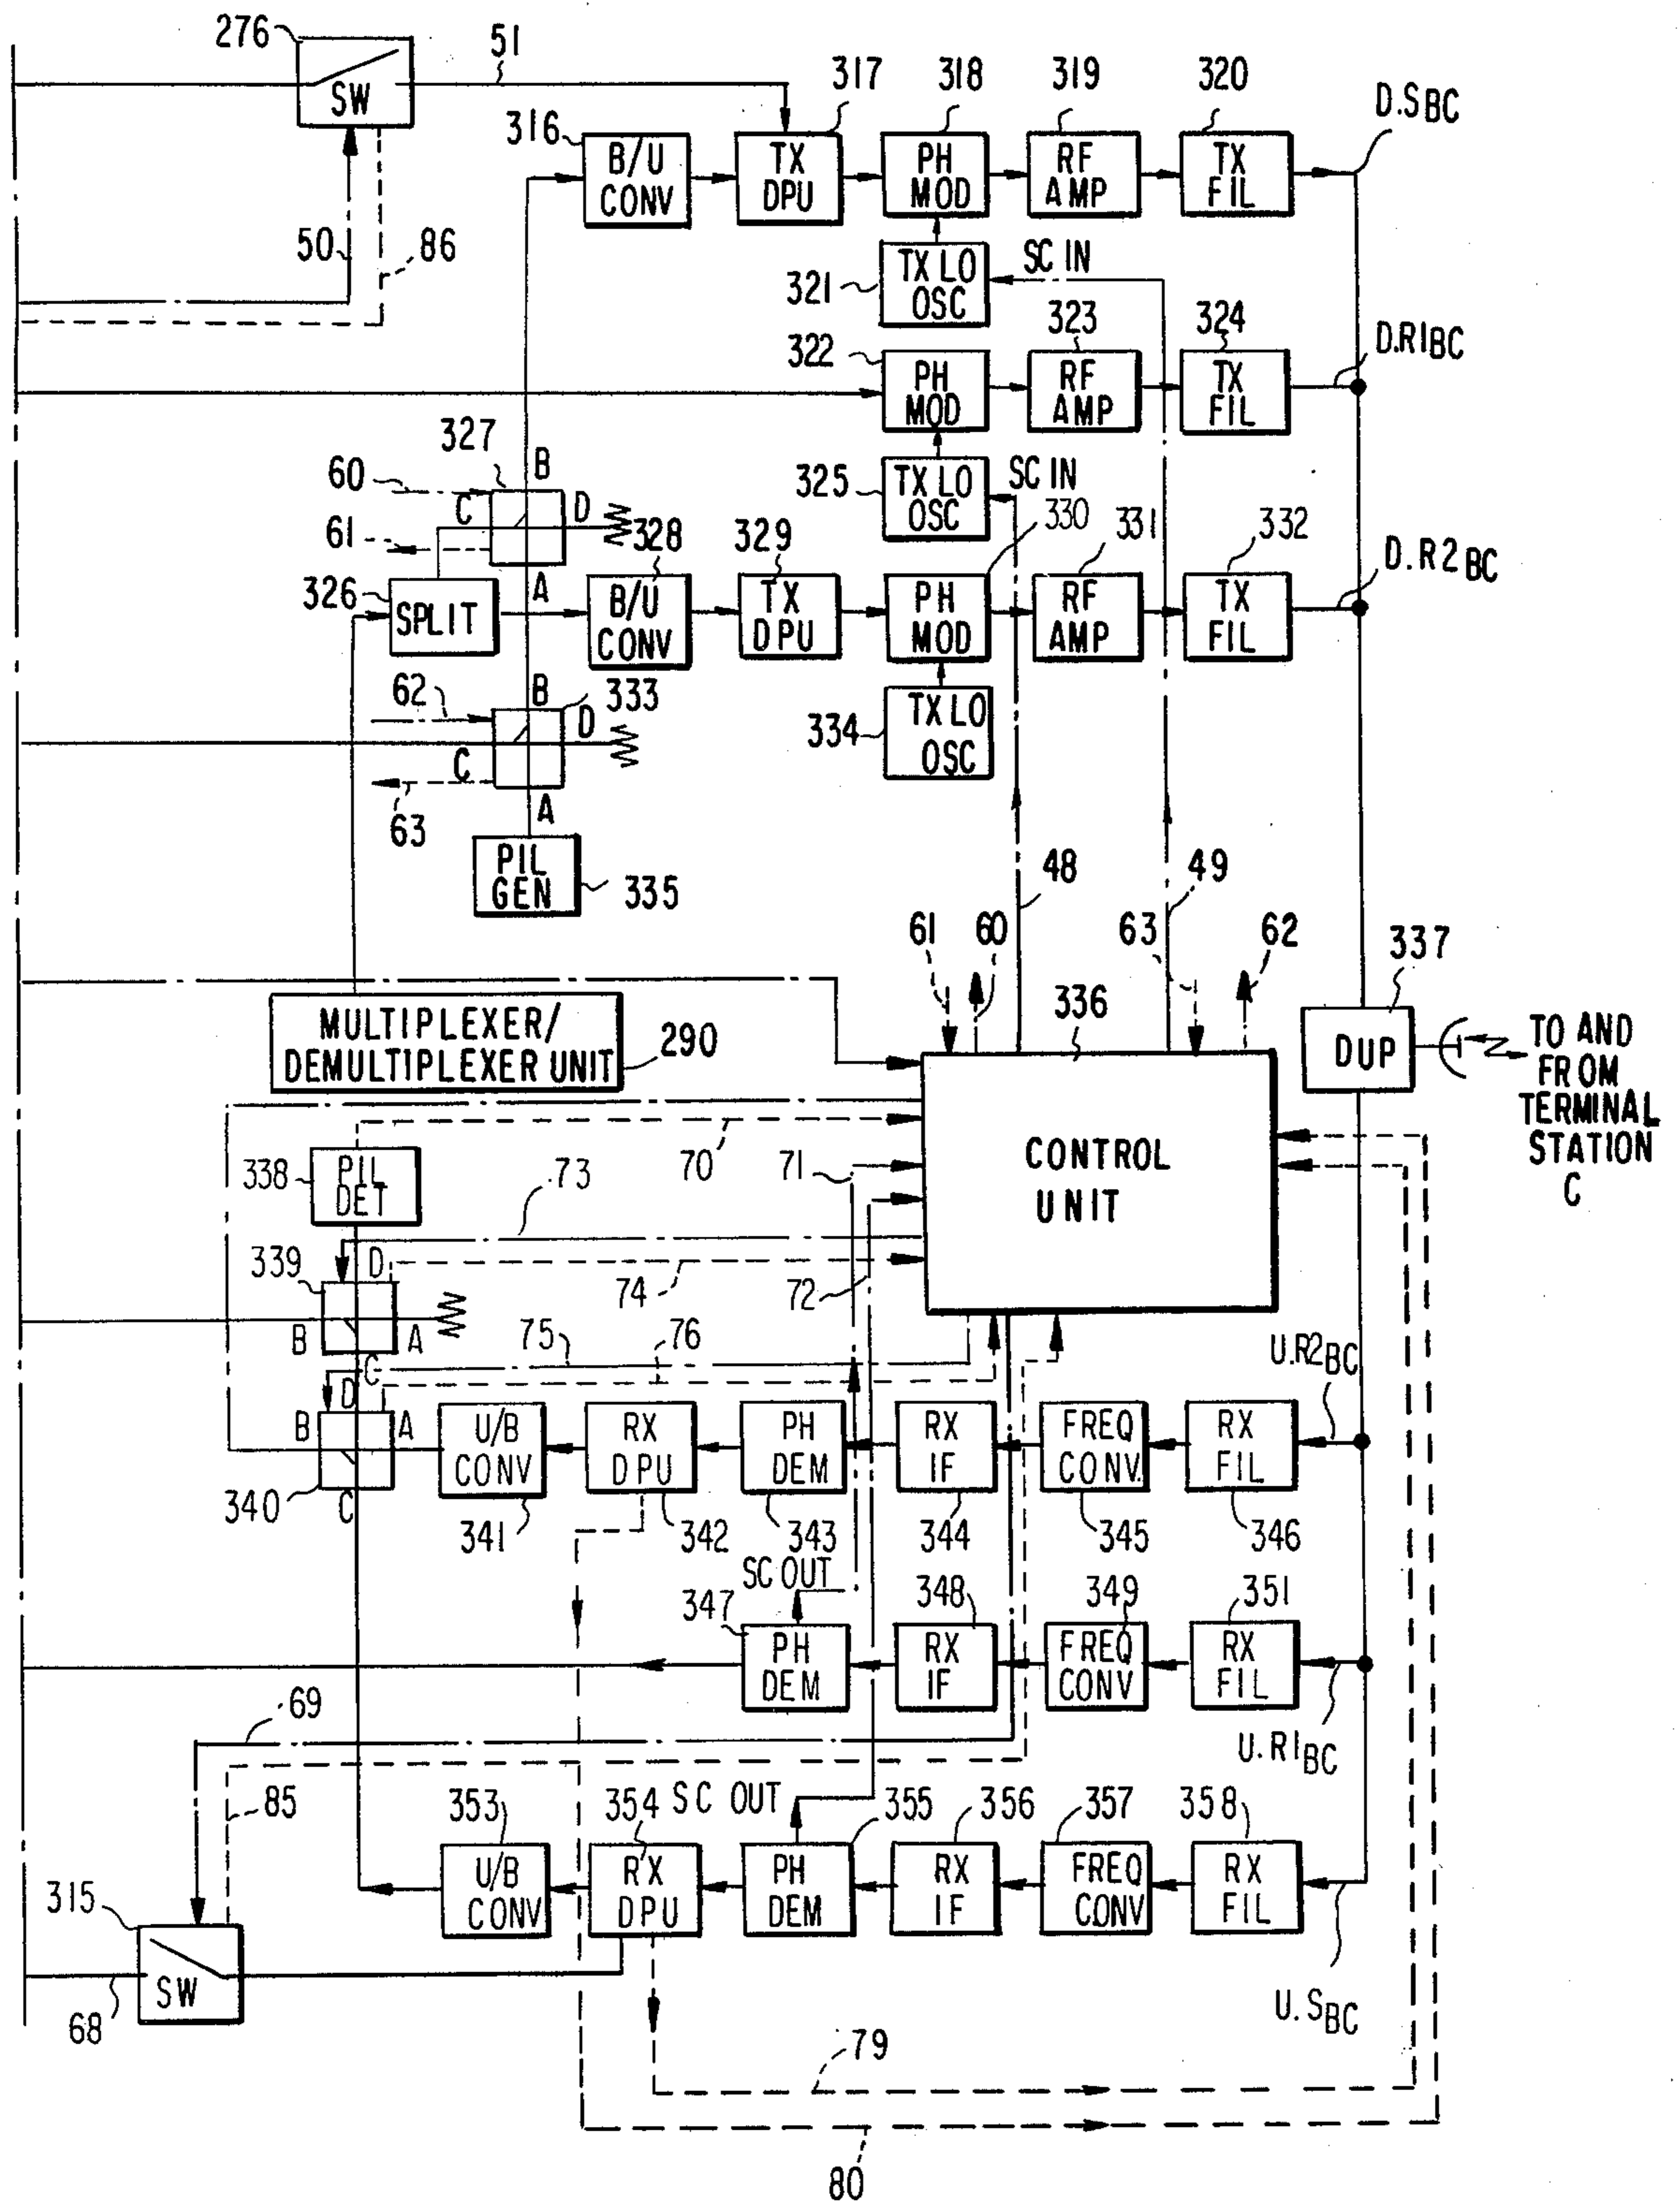 276
SW
51
50
86
316
B/U
CONV
317
TX
DPU
318
PH
MOD
319
RF
AMP
320
TX
FIL
D.SBC
321
TX LO
OSC
SC IN
322
PH
MOD
323
RF
AMP
324
TX
FIL
D.R1BC
325
TX LO
OSC
SC IN
327
60
61
B
C
D
A
326
SPLIT
328
B/U
CONV
329
TX
DPU
330
PH
MOD
331
RF
AMP
332
TX
FIL
D.R2BC
334
TX LO
OSC
62
63
B
333
D
C
A
PIL
GEN
335
48
49
61
60
63
62
336
CONTROL
UNIT
337
DUP
TO AND
FROM
TERMINAL
STATION
C
MULTIPLEXER/
DEMULTIPLEXER UNIT
290
338
PIL
DET
70
71
73
72
74
339
D
B
A
C
75
76
D
B
A
340
C
U/B
CONV
341
RX
DPU
342
PH
DEM
343
RX
IF
344
FREQ
CONV.
345
RX
FIL
346
U.R2BC
SC OUT
347
PH
DEM
348
RX
IF
349
FREQ
CONV
351
RX
FIL
U.R1BC
69
85
353
U/B
CONV
354
RX
DPU
SC OUT
355
PH
DEM
356
RX
IF
357
FREQ
CONV
358
RX
FIL
U.SBC
315
SW
68
79
80